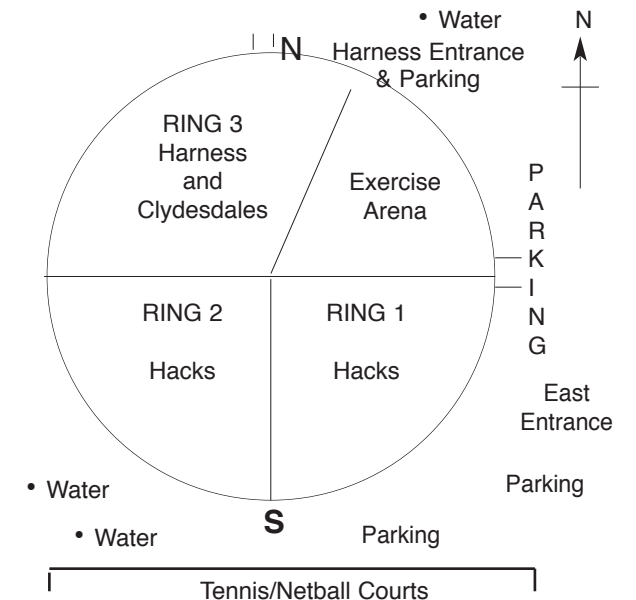 • Water
N
N
Harness Entrance
& Parking
RING 3
Harness
and
Clydesdales
Exercise
Arena
PARKING
RING 2
Hacks
RING 1
Hacks
East
Entrance
Parking
• Water
S
• Water
Parking
Tennis/Netball Courts